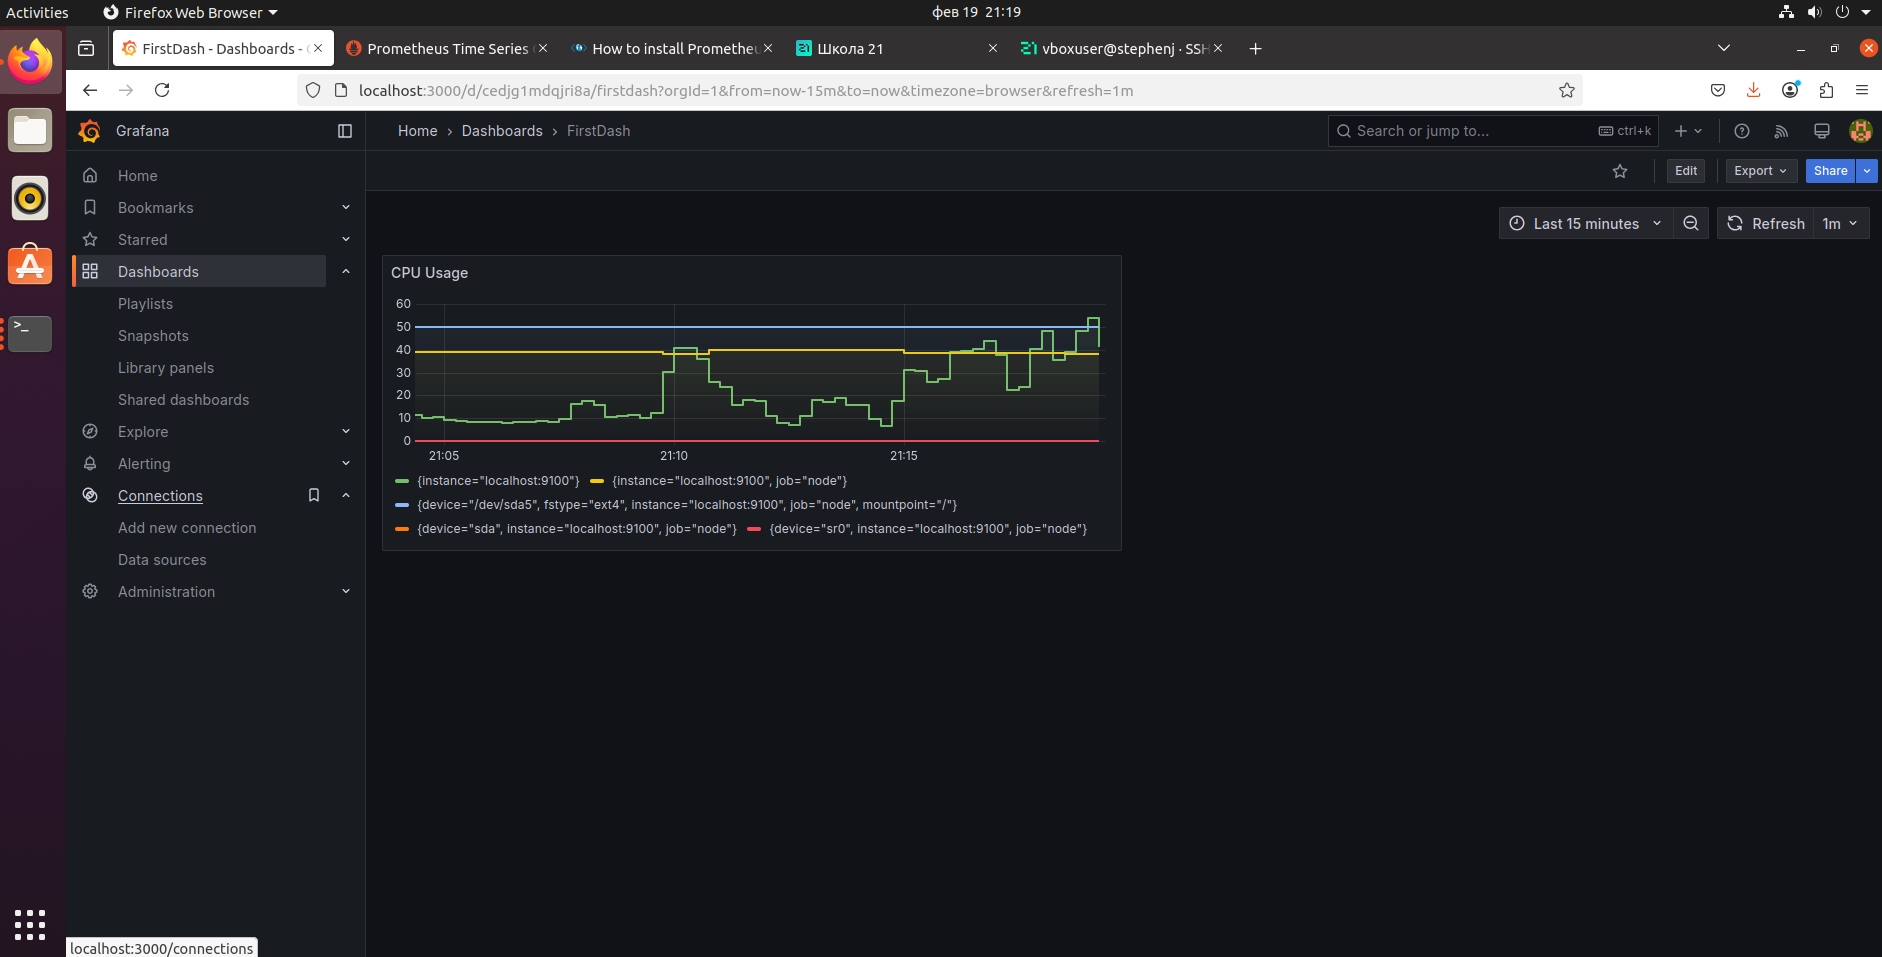 Activities
Firefox Web Browser
фев 19 21:19
FirstDash - Dashboards -
Prometheus Time Series
How to install Prometheu
Школа 21
vboxuser@stephenj · SSH
localhost:3000/d/cedjg1mdqjri8a/firstdash?orgId=1&from=now-15m&to=now&timezone=browser&refresh=1m
Grafana
Home › Dashboards › FirstDash
Search or jump to...
ctrl+k
Home
Bookmarks
Starred
Dashboards
Playlists
Snapshots
Library panels
Shared dashboards
Explore
Alerting
Connections
Add new connection
Data sources
Administration
Edit
Export
Share
Last 15 minutes
Refresh
1m
CPU Usage
60
50
40
30
20
10
0
21:05
21:10
21:15
{instance="localhost:9100"}
{instance="localhost:9100", job="node"}
{device="/dev/sda5", fstype="ext4", instance="localhost:9100", job="node", mountpoint="/"}
{device="sda", instance="localhost:9100", job="node"}
{device="sr0", instance="localhost:9100", job="node"}
localhost:3000/connections